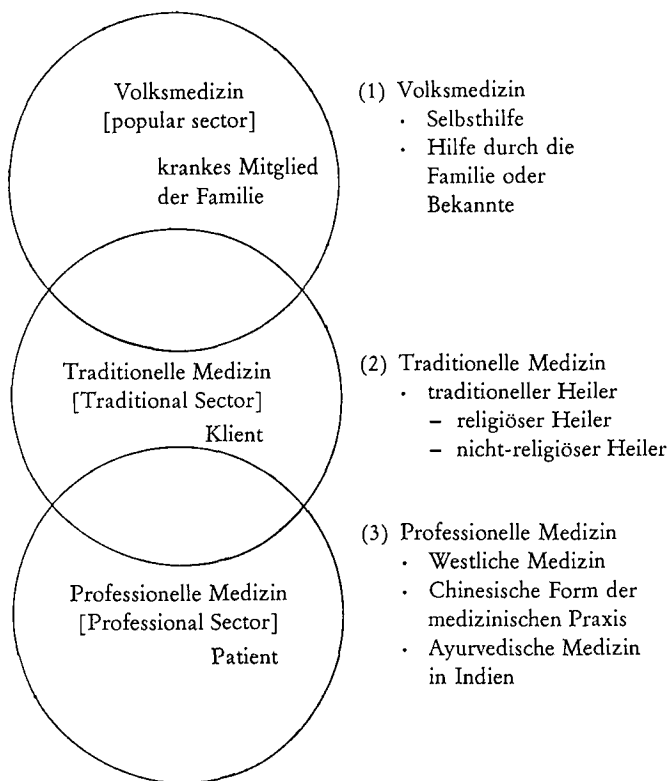 Volksmedizin
[popular sector]
krankes Mitglied
der Familie
(1) Volksmedizin
· Selbsthilfe
· Hilfe durch die
Familie oder
Bekannte
Traditionelle Medizin
[Traditional Sector]
Klient
(2) Traditionelle Medizin
· traditioneller Heiler
– religiöser Heiler
– nicht-religiöser Heiler
Professionelle Medizin
[Professional Sector]
Patient
(3) Professionelle Medizin
· Westliche Medizin
· Chinesische Form der
medizinischen Praxis
· Ayurvedische Medizin
in Indien